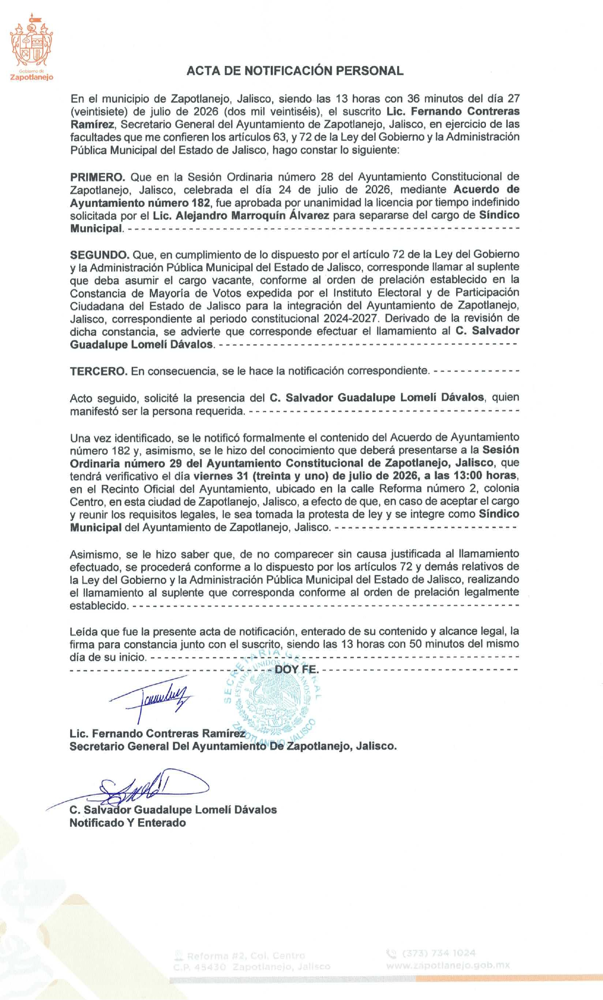 Gobierno de
Zapotlanejo
ACTA DE NOTIFICACIÓN PERSONAL
En el municipio de Zapotlanejo, Jalisco, siendo las 13 horas con 36 minutos del día 27
(veintisiete) de julio de 2026 (dos mil veintiséis), el suscrito Lic. Fernando Contreras
Ramírez, Secretario General del Ayuntamiento de Zapotlanejo, Jalisco, en ejercicio de las
facultades que me confieren los artículos 63, y 72 de la Ley del Gobierno y la Administración
Pública Municipal del Estado de Jalisco, hago constar lo siguiente:
PRIMERO. Que en la Sesión Ordinaria número 28 del Ayuntamiento Constitucional de
Zapotlanejo, Jalisco, celebrada el día 24 de julio de 2026, mediante Acuerdo de
Ayuntamiento número 182, fue aprobada por unanimidad la licencia por tiempo indefinido
solicitada por el Lic. Alejandro Marroquín Álvarez para separarse del cargo de Síndico
Municipal. - - - - - - - - - - - - - - - - - - - - - - - - - - - - - - - - - - - - - - - - - - - - - - - - - - - - - - - - - -
SEGUNDO. Que, en cumplimiento de lo dispuesto por el artículo 72 de la Ley del Gobierno
y la Administración Pública Municipal del Estado de Jalisco, corresponde llamar al suplente
que deba asumir el cargo vacante, conforme al orden de prelación establecido en la
Constancia de Mayoría de Votos expedida por el Instituto Electoral y de Participación
Ciudadana del Estado de Jalisco para la integración del Ayuntamiento de Zapotlanejo,
Jalisco, correspondiente al periodo constitucional 2024-2027. Derivado de la revisión de
dicha constancia, se advierte que corresponde efectuar el llamamiento al C. Salvador
Guadalupe Lomelí Dávalos. - - - - - - - - - - - - - - - - - - - - - - - - - - - - - - - - - - - - - - - - - - - -
TERCERO. En consecuencia, se le hace la notificación correspondiente. - - - - - - - - - - - - -
Acto seguido, solicité la presencia del C. Salvador Guadalupe Lomelí Dávalos, quien
manifestó ser la persona requerida. - - - - - - - - - - - - - - - - - - - - - - - - - - - - - - - - - - - - - - - -
Una vez identificado, se le notificó formalmente el contenido del Acuerdo de Ayuntamiento
número 182 y, asimismo, se le hizo del conocimiento que deberá presentarse a la Sesión
Ordinaria número 29 del Ayuntamiento Constitucional de Zapotlanejo, Jalisco, que
tendrá verificativo el día viernes 31 (treinta y uno) de julio de 2026, a las 13:00 horas,
en el Recinto Oficial del Ayuntamiento, ubicado en la calle Reforma número 2, colonia
Centro, en esta ciudad de Zapotlanejo, Jalisco, a efecto de que, en caso de aceptar el cargo
y reunir los requisitos legales, le sea tomada la protesta de ley y se integre como Síndico
Municipal del Ayuntamiento de Zapotlanejo, Jalisco. - - - - - - - - - - - - - - - - - - - - - - - - - - -
Asimismo, se le hizo saber que, de no comparecer sin causa justificada al llamamiento
efectuado, se procederá conforme a lo dispuesto por los artículos 72 y demás relativos de
la Ley del Gobierno y la Administración Pública Municipal del Estado de Jalisco, realizando
el llamamiento al suplente que corresponda conforme al orden de prelación legalmente
establecido. - - - - - - - - - - - - - - - - - - - - - - - - - - - - - - - - - - - - - - - - - - - - - - - - - - - - - - - - -
Leída que fue la presente acta de notificación, enterado de su contenido y alcance legal, la
firma para constancia junto con el suscrito, siendo las 13 horas con 50 minutos del mismo
día de su inicio. - - - - - - - - - - - - - - - - - - - - - - - - - - - - - - - - - - - - - - - - - - - - - - - - - - - - - -
- - - - - - - - - - - - - - - - - - - - - - - - - - - - - - DOY FE. - - - - - - - - - - - - - - - - - - - - - - - - - - - - -
SECRETARIA GENERAL
ESTADOS UNIDOS MEXICANOS
ZAPOTLANEJO, JALISCO
Lic. Fernando Contreras Ramírez
Secretario General Del Ayuntamiento De Zapotlanejo, Jalisco.
C. Salvador Guadalupe Lomelí Dávalos
Notificado Y Enterado
Reforma #2, Col. Centro
C.P. 45430 Zapotlanejo, Jalisco
(373) 734 1024
www.zapotlanejo.gob.mx